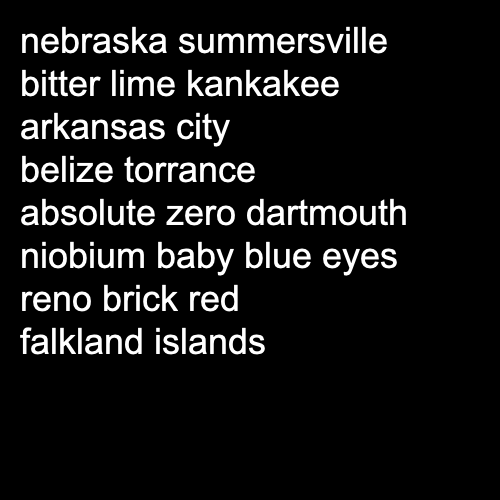 nebraska summersville
bitter lime kankakee
arkansas city
belize torrance
absolute zero dartmouth
niobium baby blue eyes
reno brick red
falkland islands